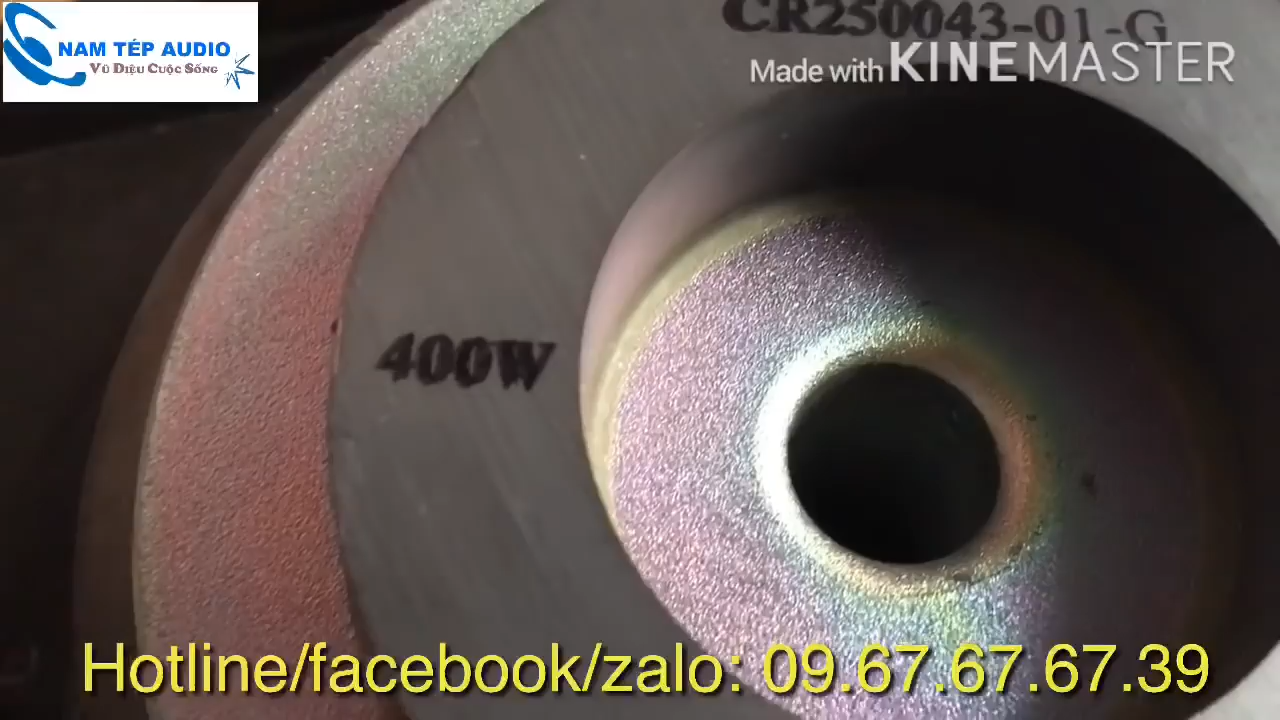 NAM TÉP AUDIO
Vũ Điệu Cuộc Sống
CR250043-01-G
Made with KINEMASTER
400W
Hotline/facebook/zalo: 09.67.67.67.39